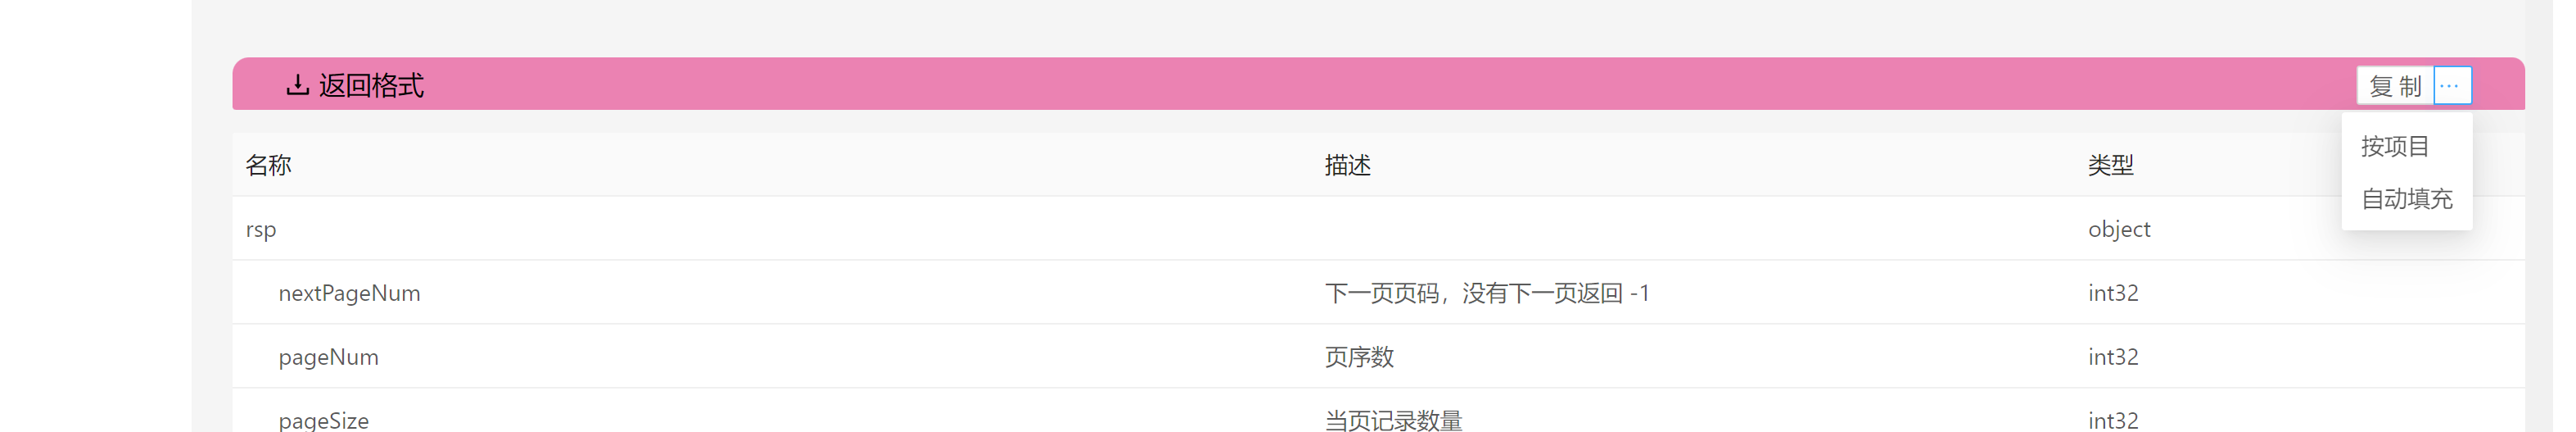 返回格式
复 制 ···
按项目
自动填充
名称 描述 类型
rsp object
nextPageNum 下一页页码，没有下一页返回 -1 int32
pageNum 页序数 int32
pageSize 当页记录数量 int32